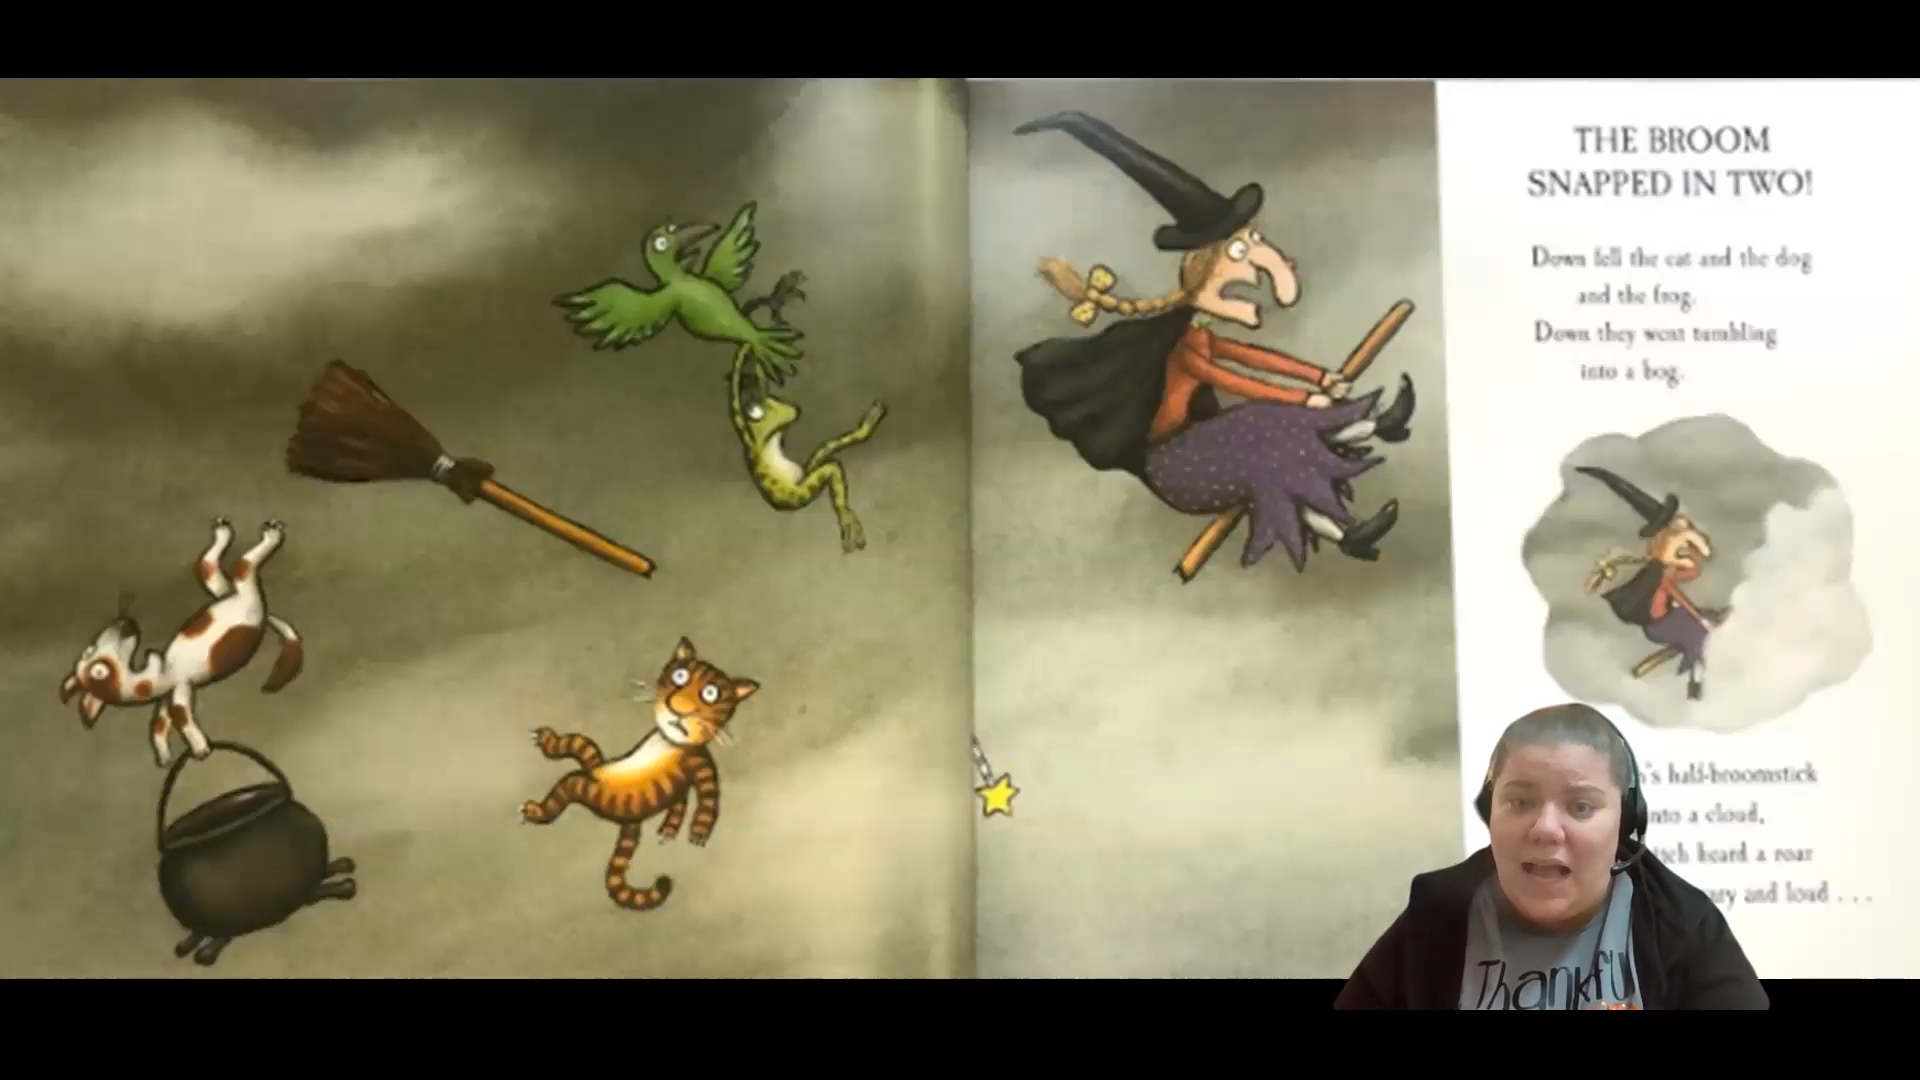 THE BROOM
SNAPPED IN TWO!
Down fell the cat and the dog
and the frog.
Down they went tumbling
into a bog.
's half-broomstick
into a cloud,
heard a roar
and loud . . .
Thankful